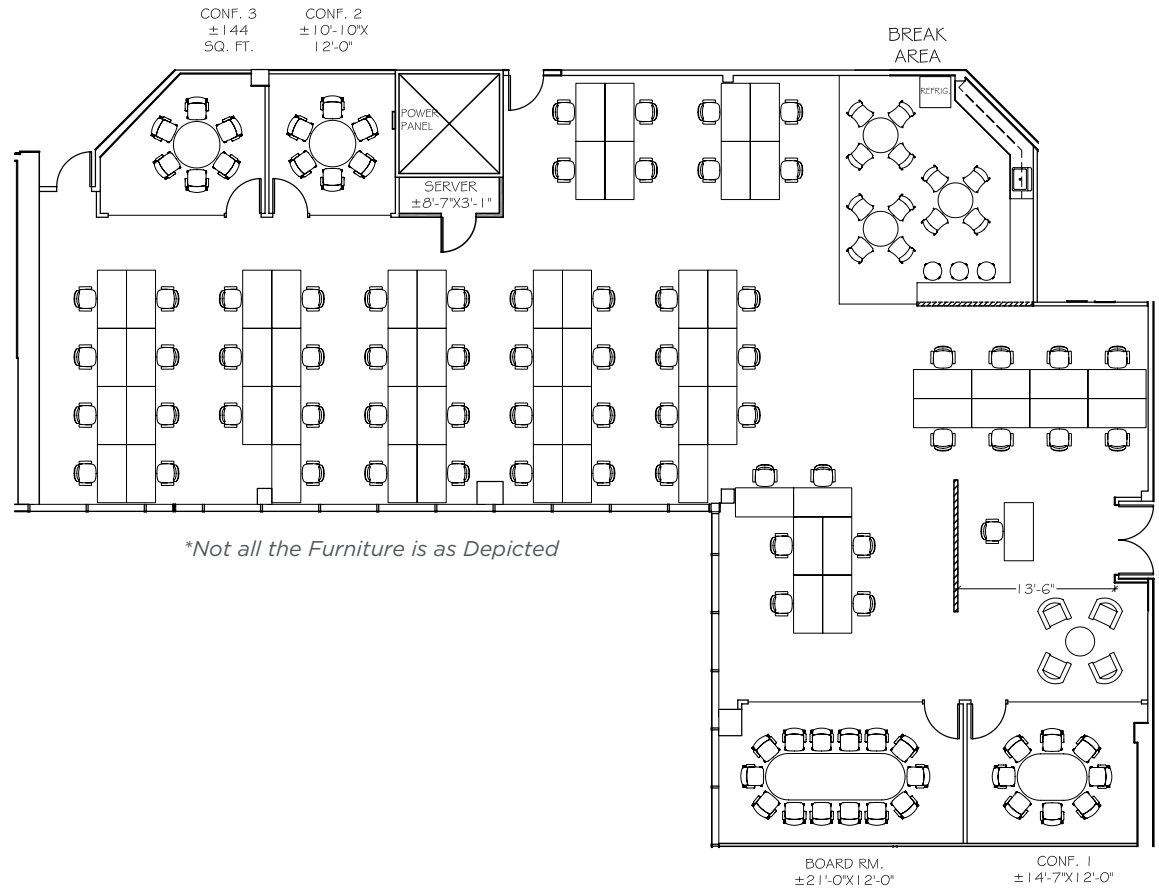 CONF. 3
±144
SQ. FT.
CONF. 2
±10'-10"X
12'-0"
BREAK
AREA
REFRIG.
POWER
PANEL
SERVER
±8'-7"X3'-1"
*Not all the Furniture is as Depicted
13'-6"
BOARD RM.
±21'-0"X12'-0"
CONF. 1
±14'-7"X12'-0"